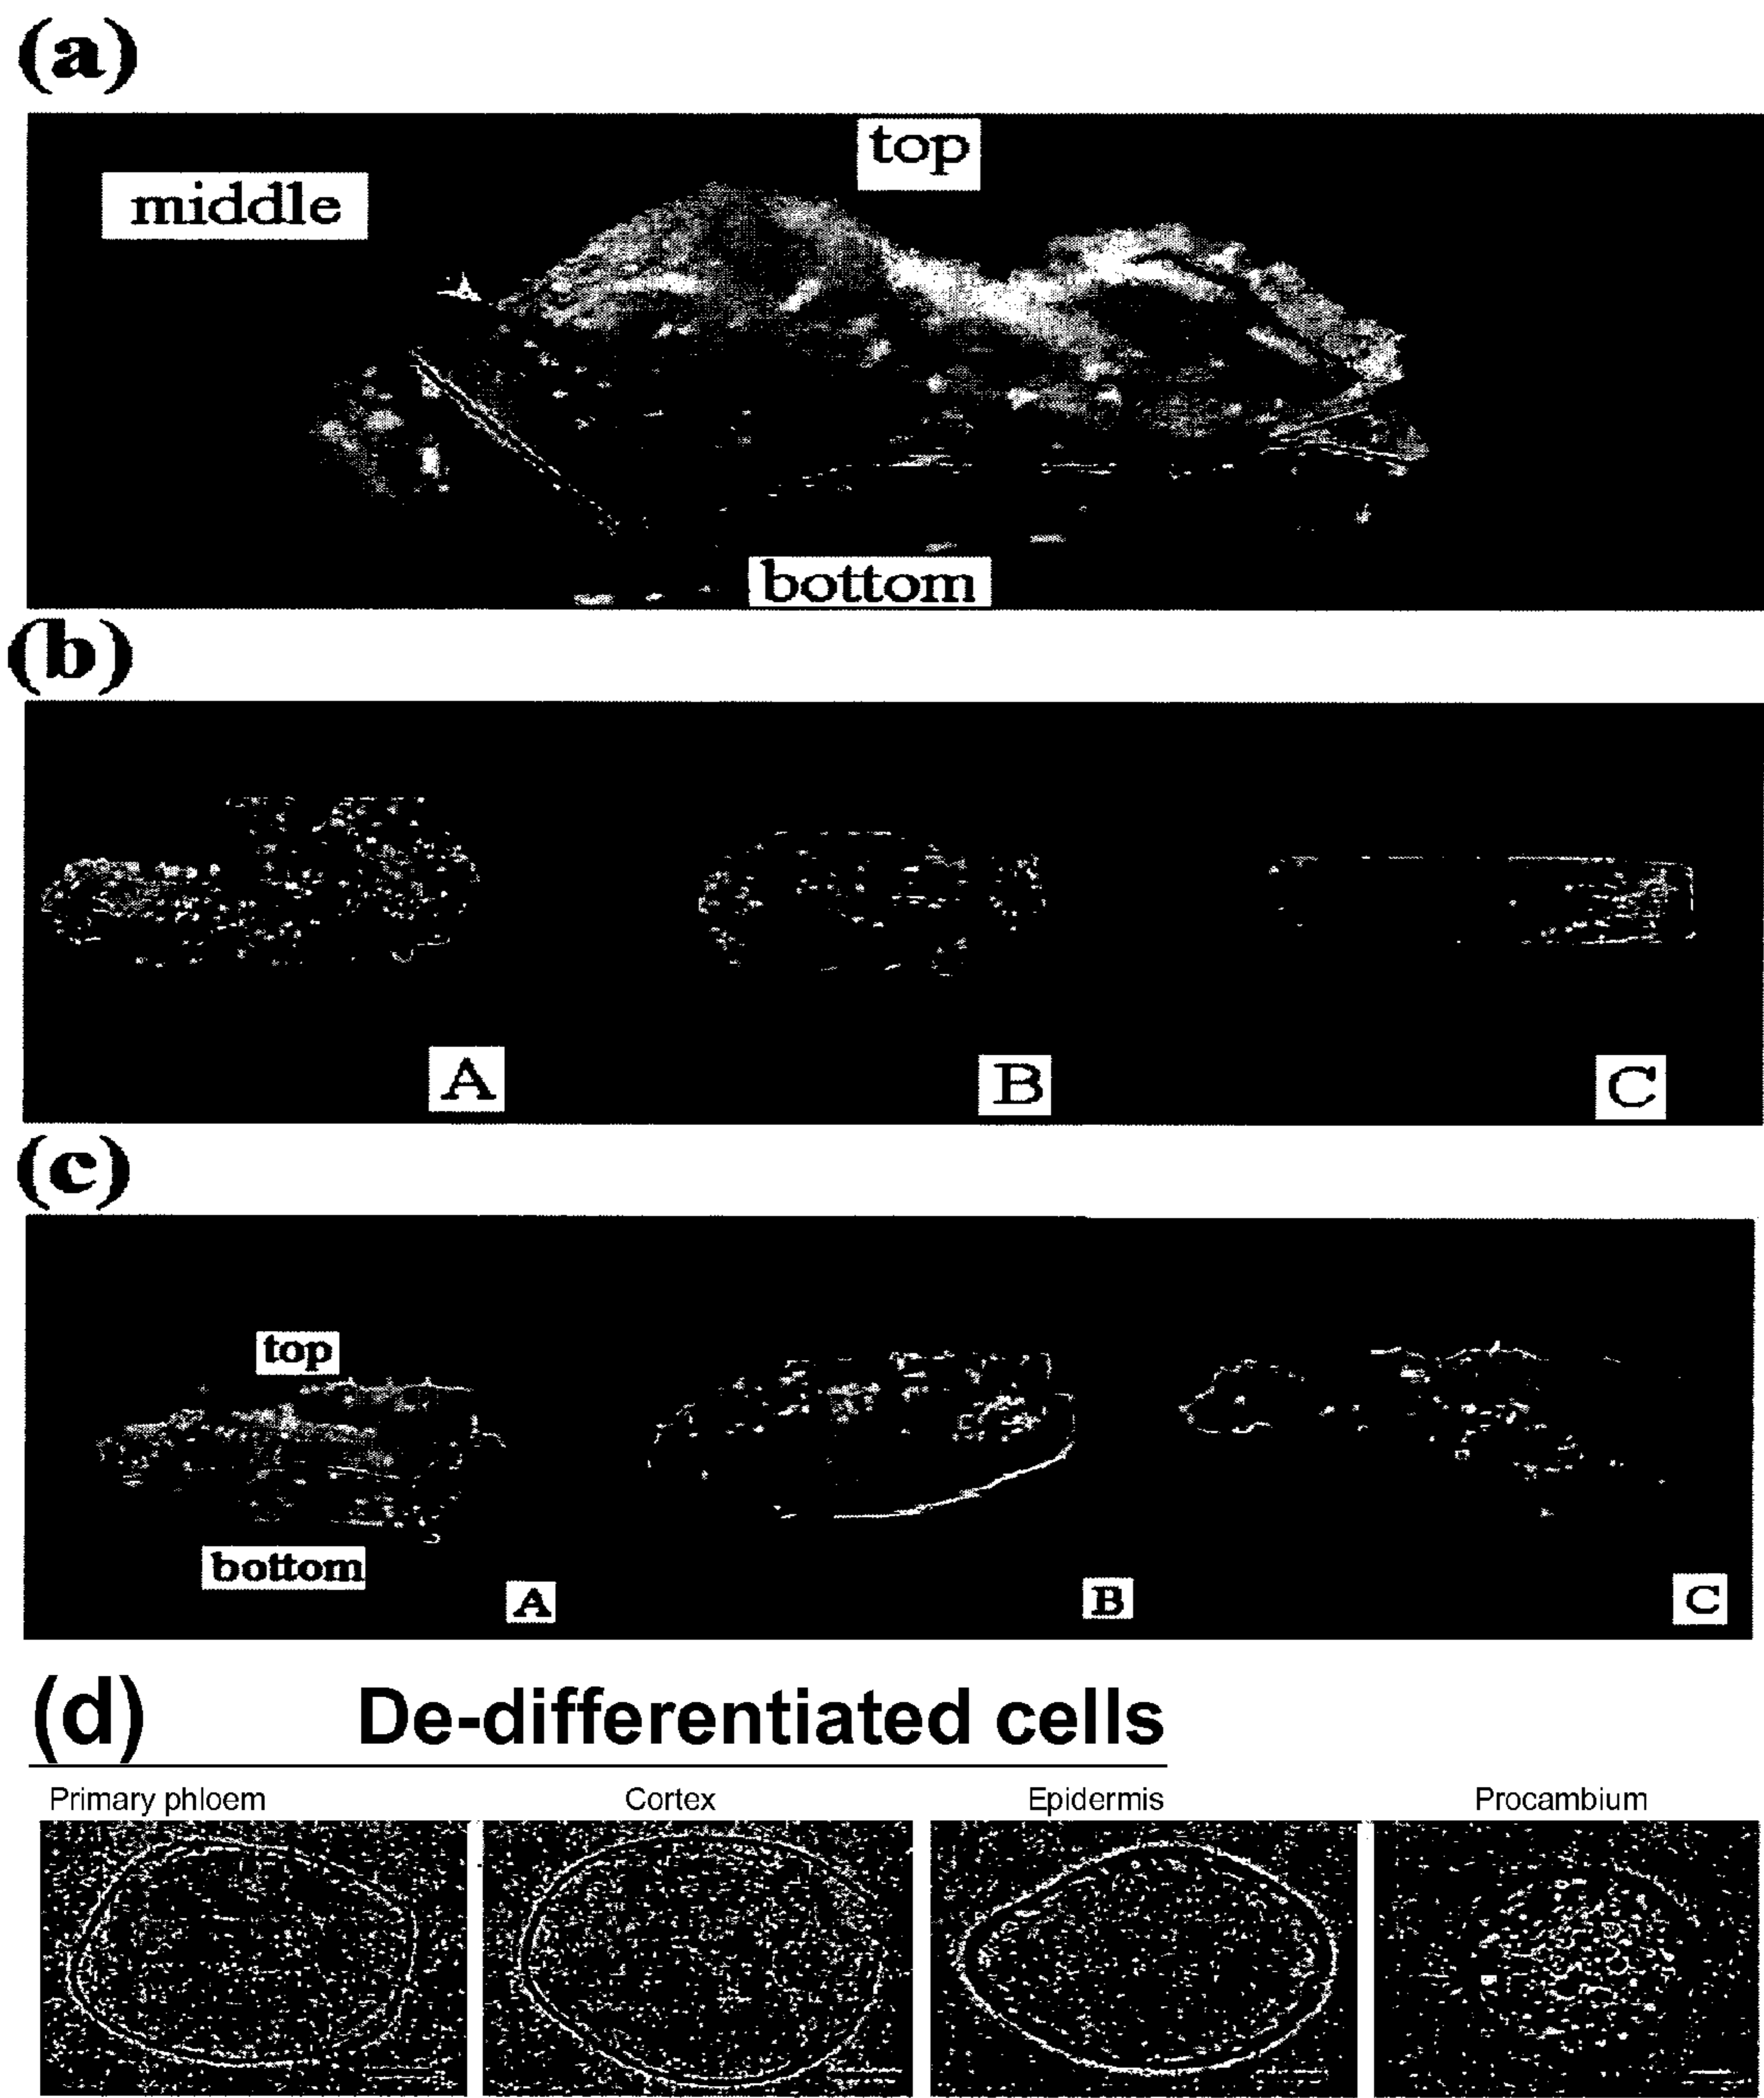 (a)
top
middle
bottom
(b)
A B C
(c)
top
bottom
A B C
(d) De-differentiated cells
Primary phloem Cortex Epidermis Procambium